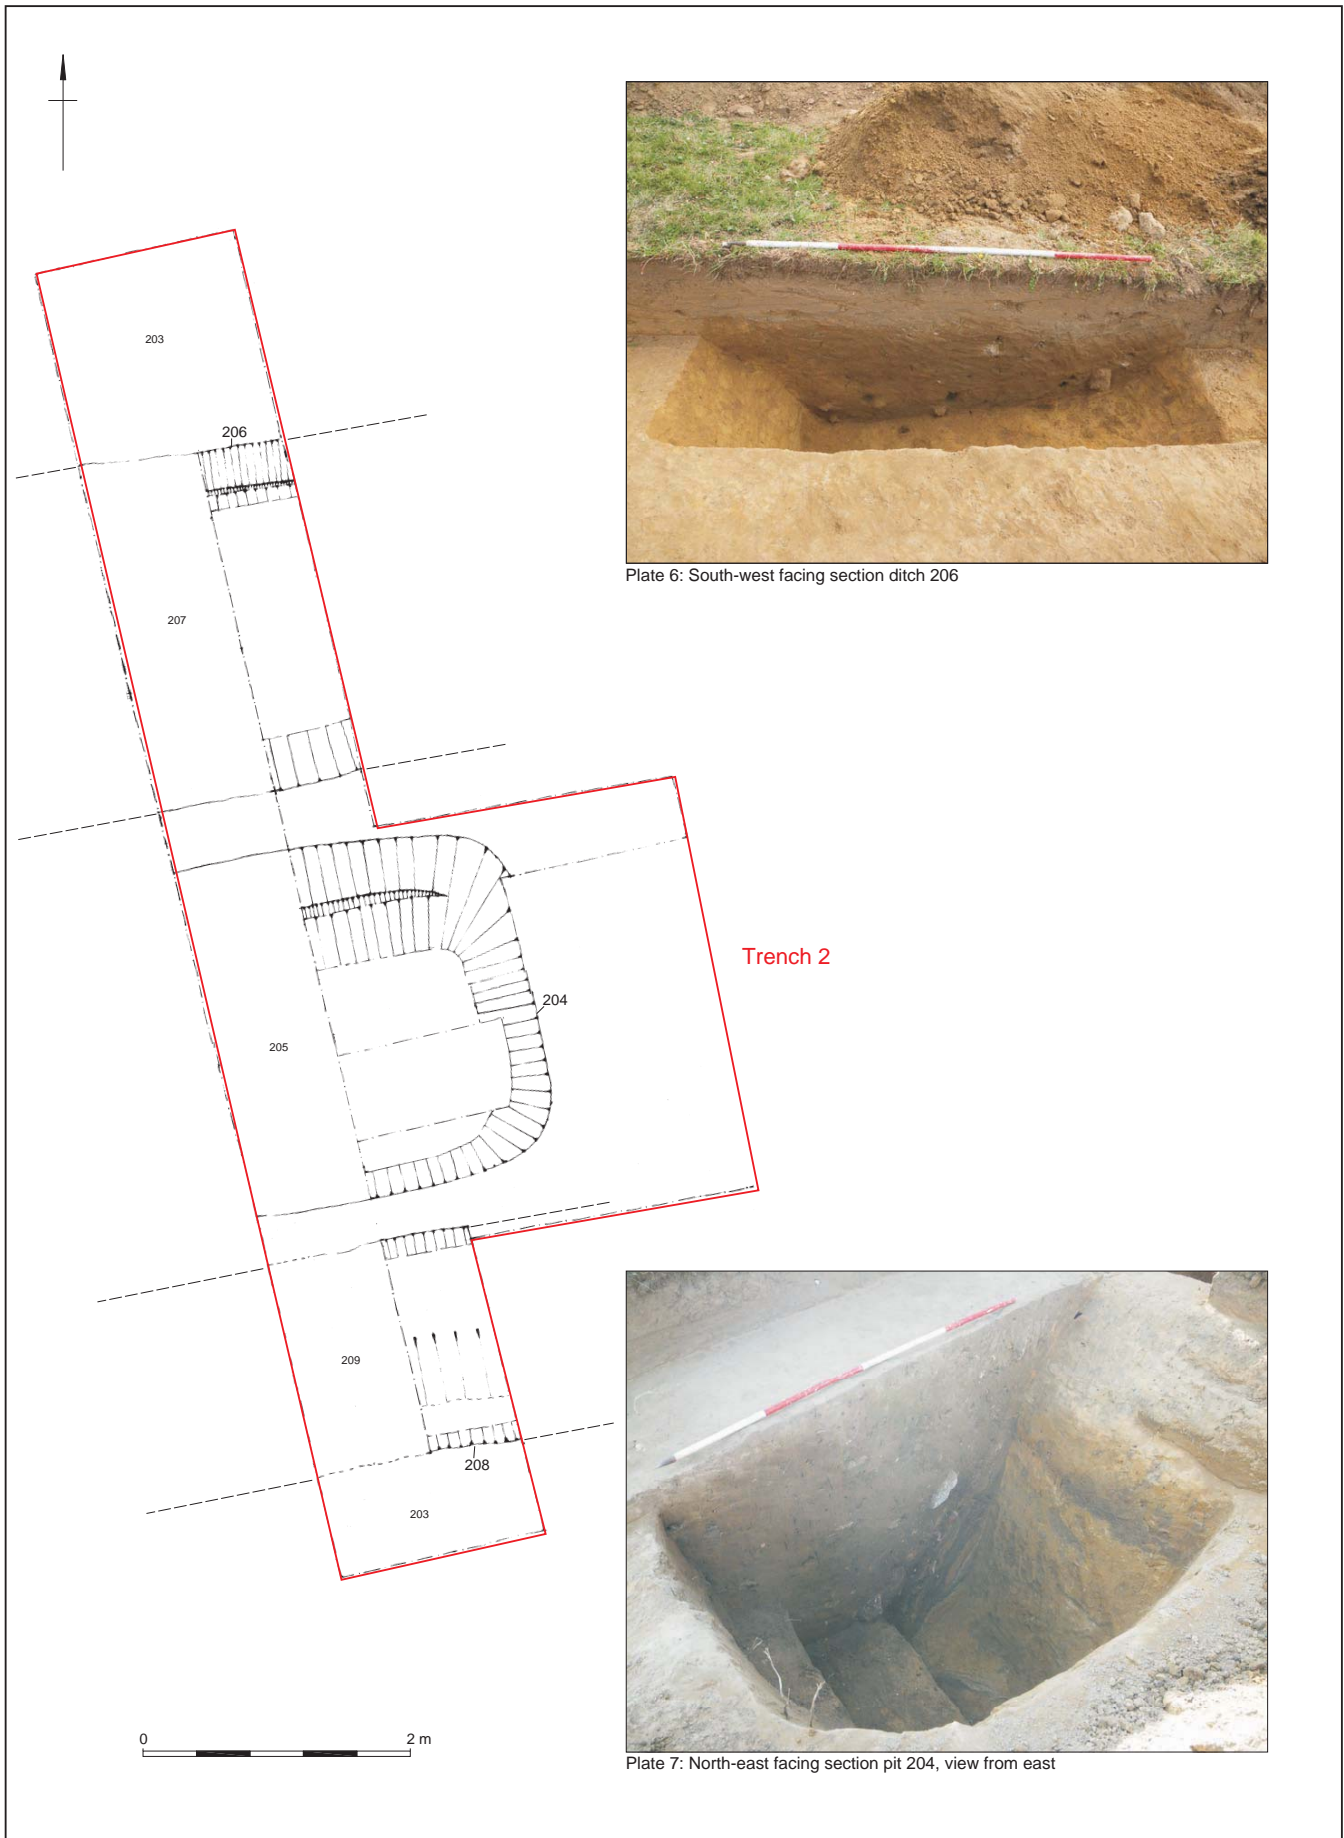 203
206
Plate 6: South-west facing section ditch 206
207
Trench 2
204
205
209
208
203
0 2 m
Plate 7: North-east facing section pit 204, view from east